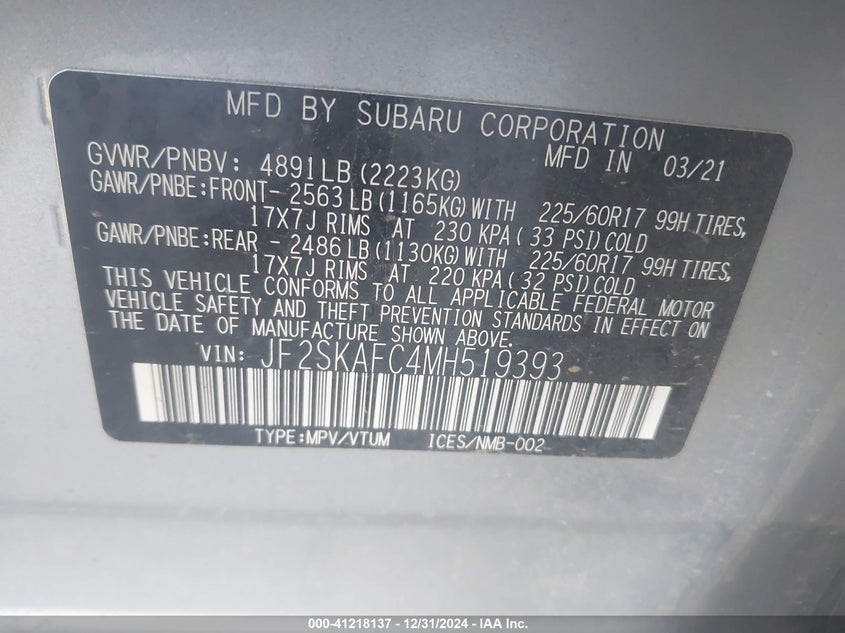 MFD BY SUBARU CORPORATION
MFD IN 03/21
GVWR/PNBV: 4891LB(2223KG)
GAWR/PNBE:FRONT-2563LB(1165KG)WITH 225/60R17 99H TIRES,
17X7J RIMS AT 230 KPA(33 PSI)COLD
GAWR/PNBE:REAR -2486LB(1130KG)WITH 225/60R17 99H TIRES,
17X7J RIMS AT 220 KPA(32 PSI)COLD
THIS VEHICLE CONFORMS TO ALL APPLICABLE FEDERAL MOTOR
VEHICLE SAFETY AND THEFT PREVENTION STANDARDS IN EFFECT ON
THE DATE OF MANUFACTURE SHOWN ABOVE.
VIN: JF2SKAFC4MH519393
TYPE:MPV/VTUM ICES/NMB-002
000-41218137 - 12/31/2024 - IAA Inc.